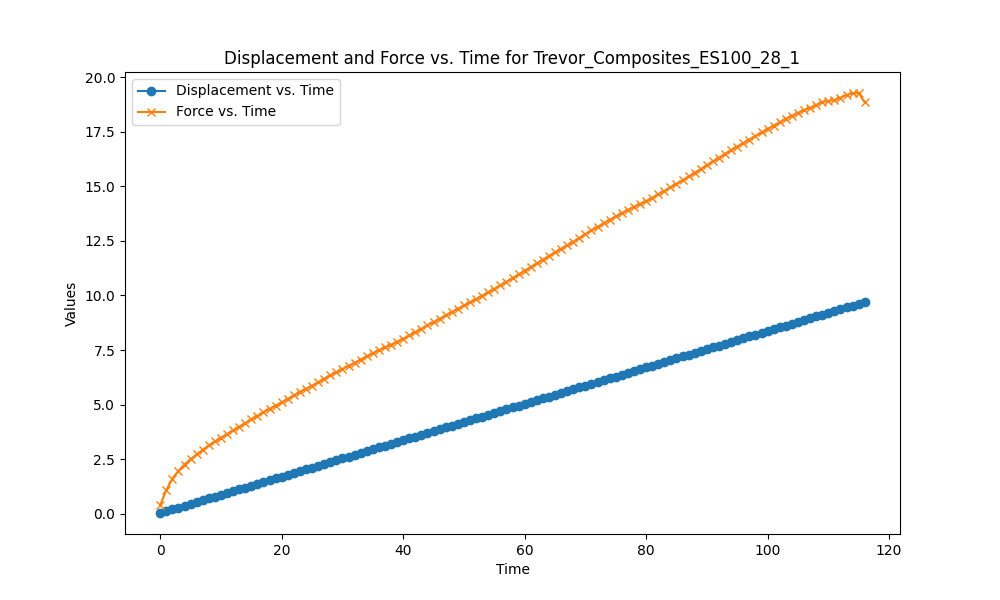 Displacement and Force vs. Time for Trevor_Composites_ES100_28_1
Displacement vs. Time
Force vs. Time
20.0
17.5
15.0
12.5
10.0
7.5
5.0
2.5
0.0
Values
0 20 40 60 80 100 120
Time